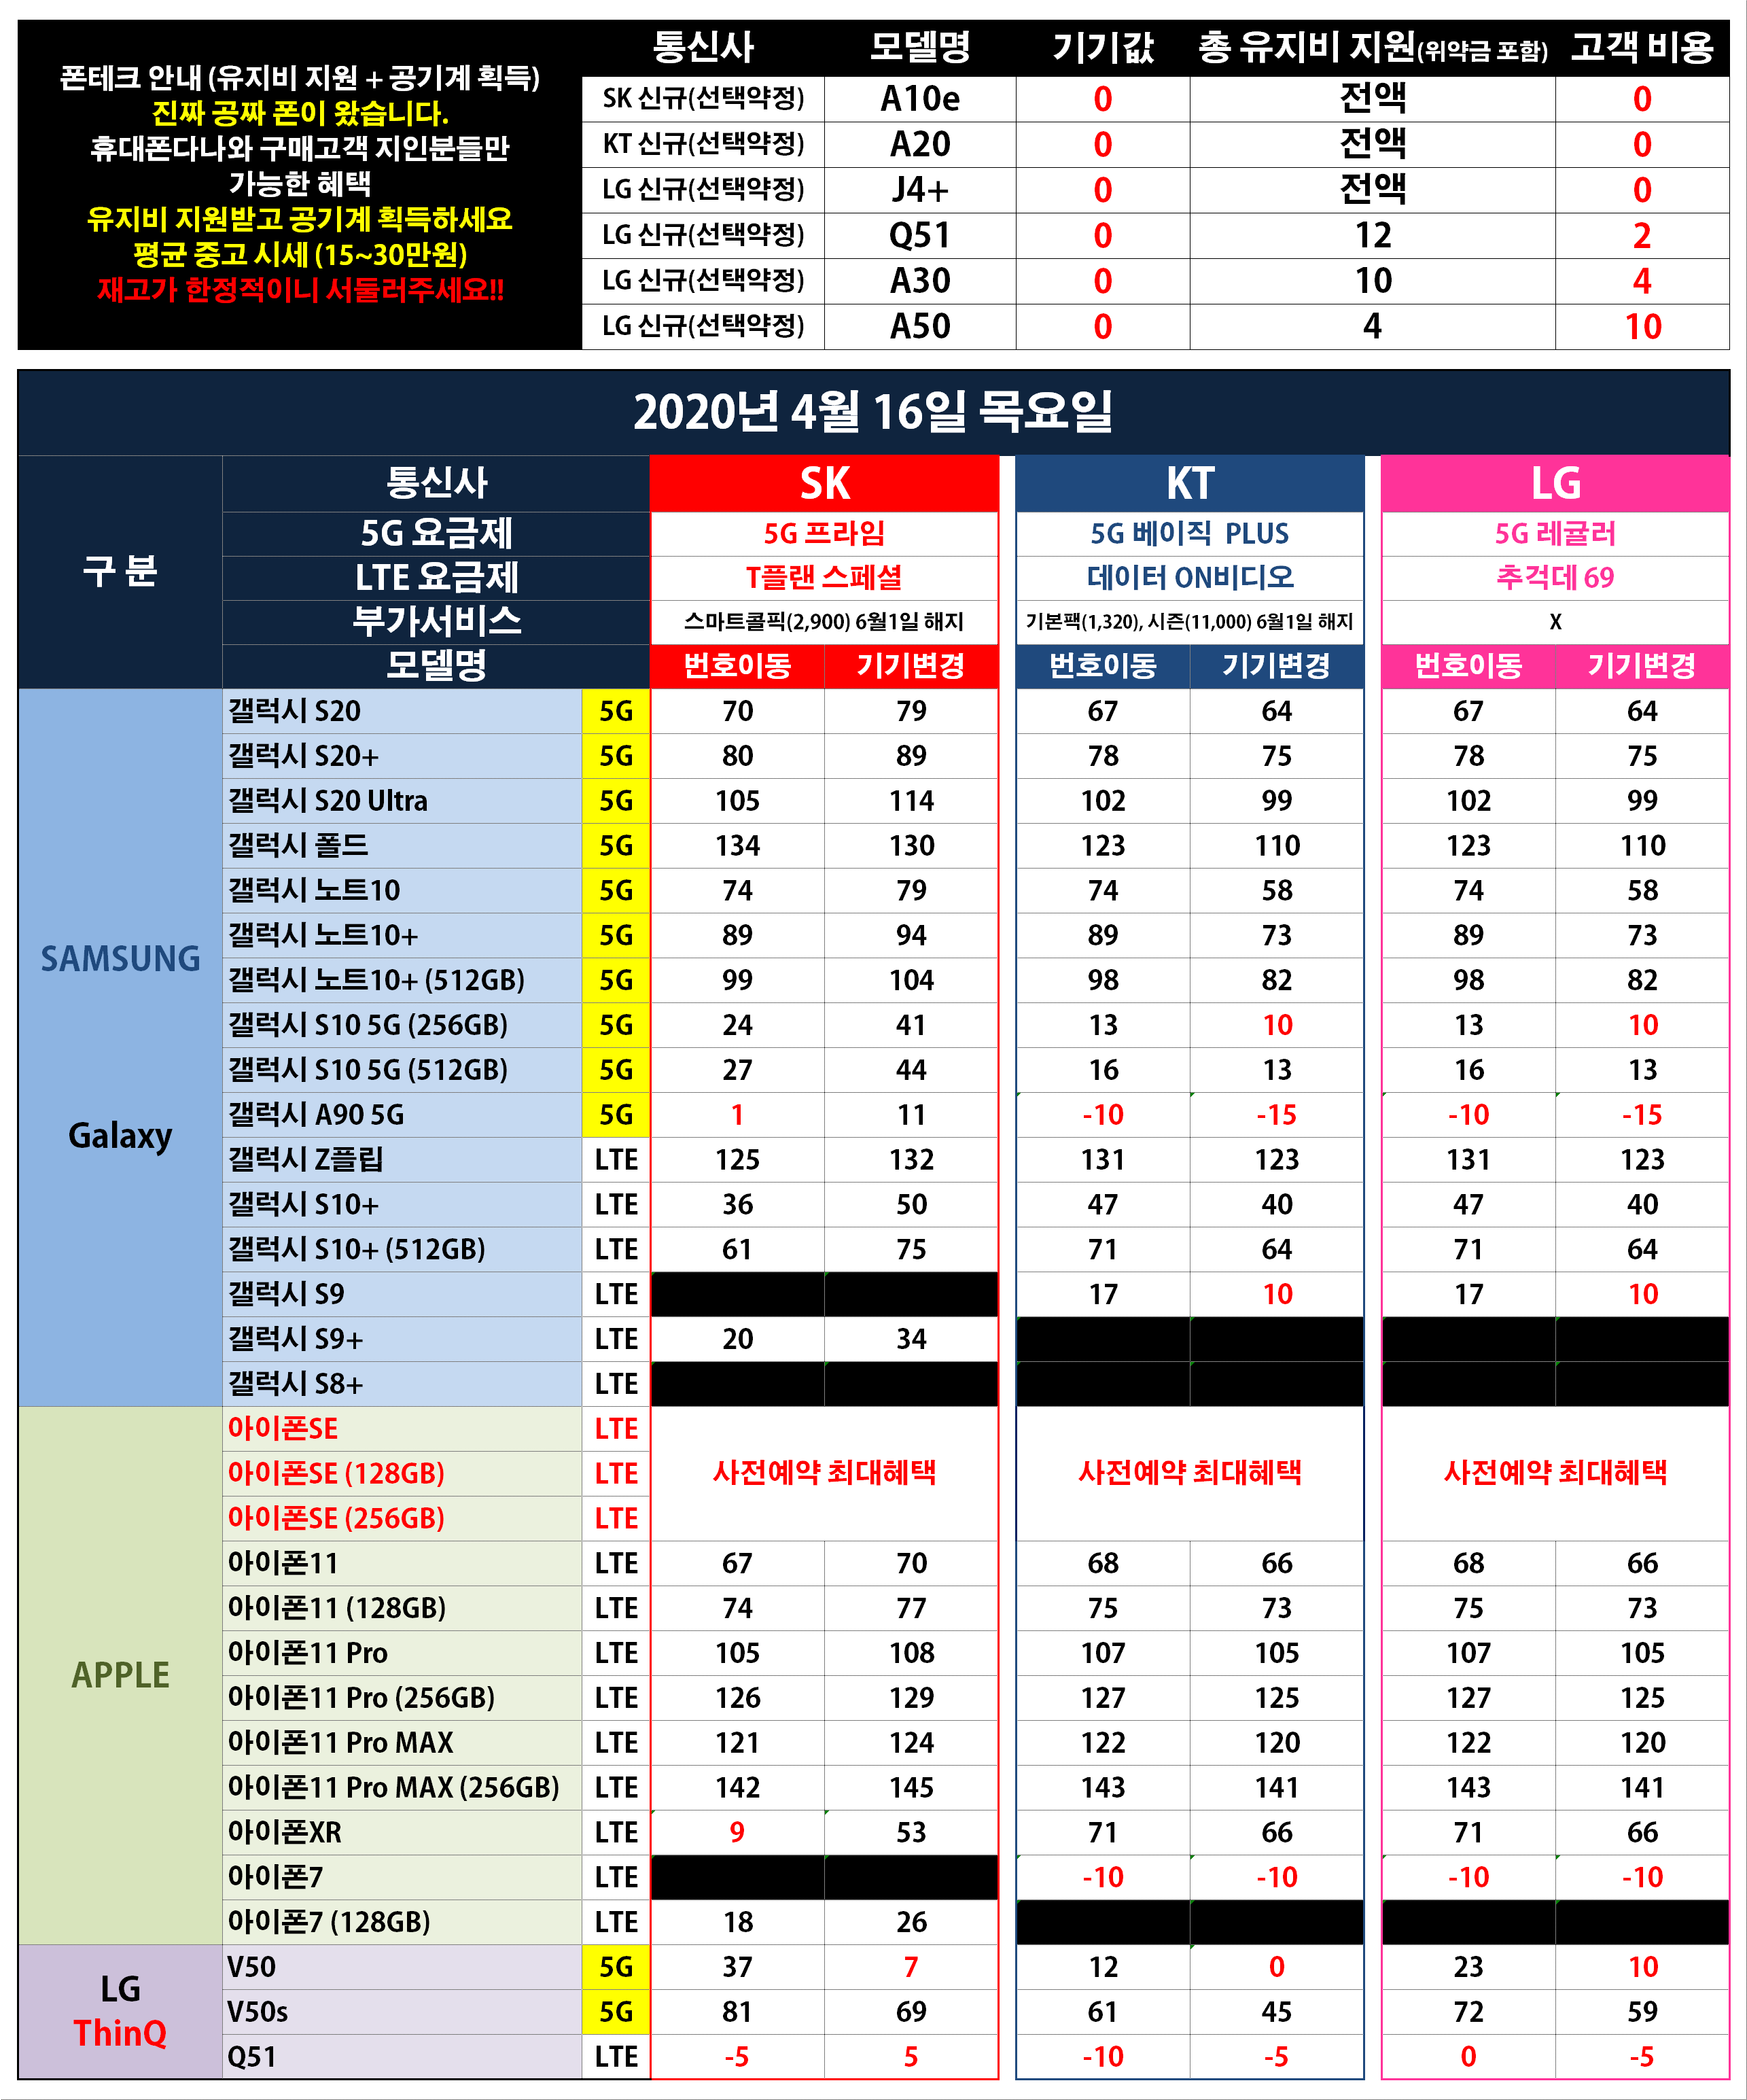 폰테크 안내 (유지비 지원 + 공기계 획득)
진짜 공짜 폰이 왔습니다.
휴대폰다나와 구매고객 지인분들만
가능한 혜택
유지비 지원받고 공기계 획득하세요
평균 중고 시세 (15~30만원)
재고가 한정적이니 서둘러주세요!!
통신사 모델명 기기값 총 유지비 지원(위약금 포함) 고객 비용
SK 신규(선택약정) A10e 0 전액 0
KT 신규(선택약정) A20 0 전액 0
LG 신규(선택약정) J4+ 0 전액 0
LG 신규(선택약정) Q51 0 12 2
LG 신규(선택약정) A30 0 10 4
LG 신규(선택약정) A50 0 4 10
2020년 4월 16일 목요일
구 분
통신사 SK KT LG
5G 요금제 5G 프라임 5G 베이직 PLUS 5G 레귤러
LTE 요금제 T플랜 스페셜 데이터 ON비디오 추걱데 69
부가서비스 스마트콜픽(2,900) 6월1일 해지 기본팩(1,320), 시즌(11,000) 6월1일 해지 X
모델명 번호이동 기기변경 번호이동 기기변경 번호이동 기기변경
SAMSUNG
Galaxy
갤럭시 S20 5G 70 79 67 64 67 64
갤럭시 S20+ 5G 80 89 78 75 78 75
갤럭시 S20 Ultra 5G 105 114 102 99 102 99
갤럭시 폴드 5G 134 130 123 110 123 110
갤럭시 노트10 5G 74 79 74 58 74 58
갤럭시 노트10+ 5G 89 94 89 73 89 73
갤럭시 노트10+ (512GB) 5G 99 104 98 82 98 82
갤럭시 S10 5G (256GB) 5G 24 41 13 10 13 10
갤럭시 S10 5G (512GB) 5G 27 44 16 13 16 13
갤럭시 A90 5G 5G 1 11 -10 -15 -10 -15
갤럭시 Z플립 LTE 125 132 131 123 131 123
갤럭시 S10+ LTE 36 50 47 40 47 40
갤럭시 S10+ (512GB) LTE 61 75 71 64 71 64
갤럭시 S9 LTE 17 10 17 10
갤럭시 S9+ LTE 20 34
갤럭시 S8+ LTE
APPLE
아이폰SE LTE
아이폰SE (128GB) LTE 사전예약 최대혜택 사전예약 최대혜택 사전예약 최대혜택
아이폰SE (256GB) LTE
아이폰11 LTE 67 70 68 66 68 66
아이폰11 (128GB) LTE 74 77 75 73 75 73
아이폰11 Pro LTE 105 108 107 105 107 105
아이폰11 Pro (256GB) LTE 126 129 127 125 127 125
아이폰11 Pro MAX LTE 121 124 122 120 122 120
아이폰11 Pro MAX (256GB) LTE 142 145 143 141 143 141
아이폰XR LTE 9 53 71 66 71 66
아이폰7 LTE -10 -10 -10 -10
아이폰7 (128GB) LTE 18 26
LG
ThinQ
V50 5G 37 7 12 0 23 10
V50s 5G 81 69 61 45 72 59
Q51 LTE -5 5 -10 -5 0 -5